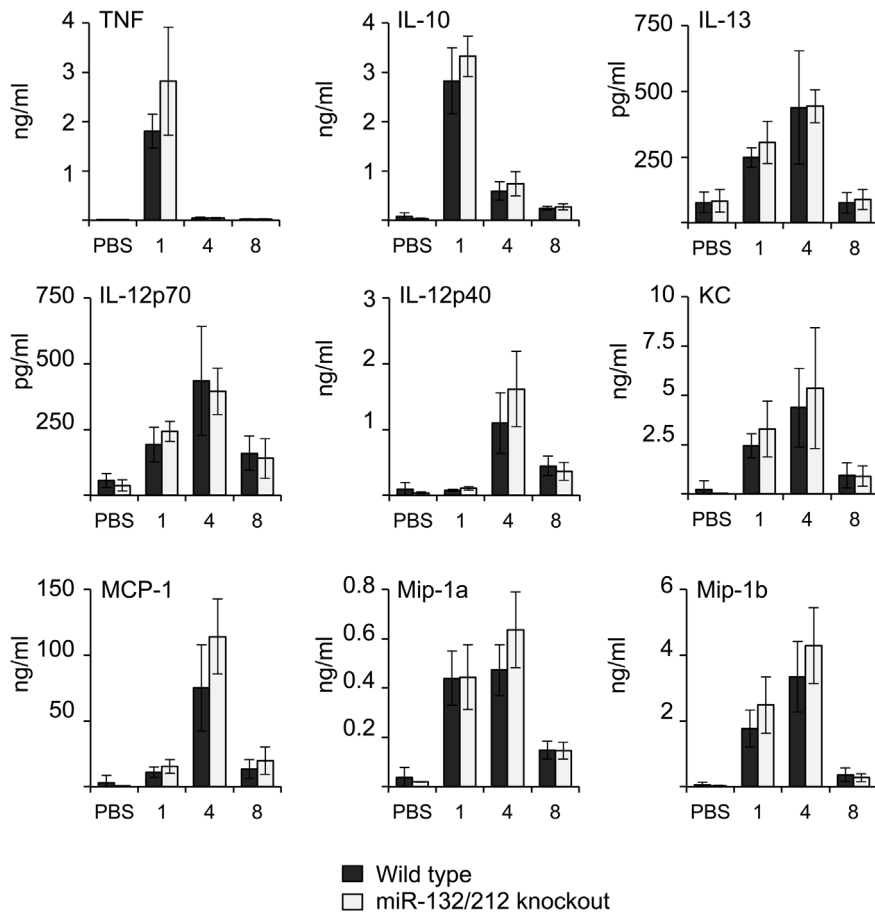 TNF
4
3
2
1
ng/ml
PBS 1 4 8
IL-10
4
3
2
1
ng/ml
PBS 1 4 8
IL-13
750
500
250
pg/ml
PBS 1 4 8
IL-12p70
750
500
250
pg/ml
PBS 1 4 8
IL-12p40
3
2
1
ng/ml
PBS 1 4 8
KC
10
7.5
5
2.5
ng/ml
PBS 1 4 8
MCP-1
150
100
50
ng/ml
PBS 1 4 8
Mip-1a
0.8
0.6
0.4
0.2
ng/ml
PBS 1 4 8
Mip-1b
6
4
2
ng/ml
PBS 1 4 8
Wild type
miR-132/212 knockout